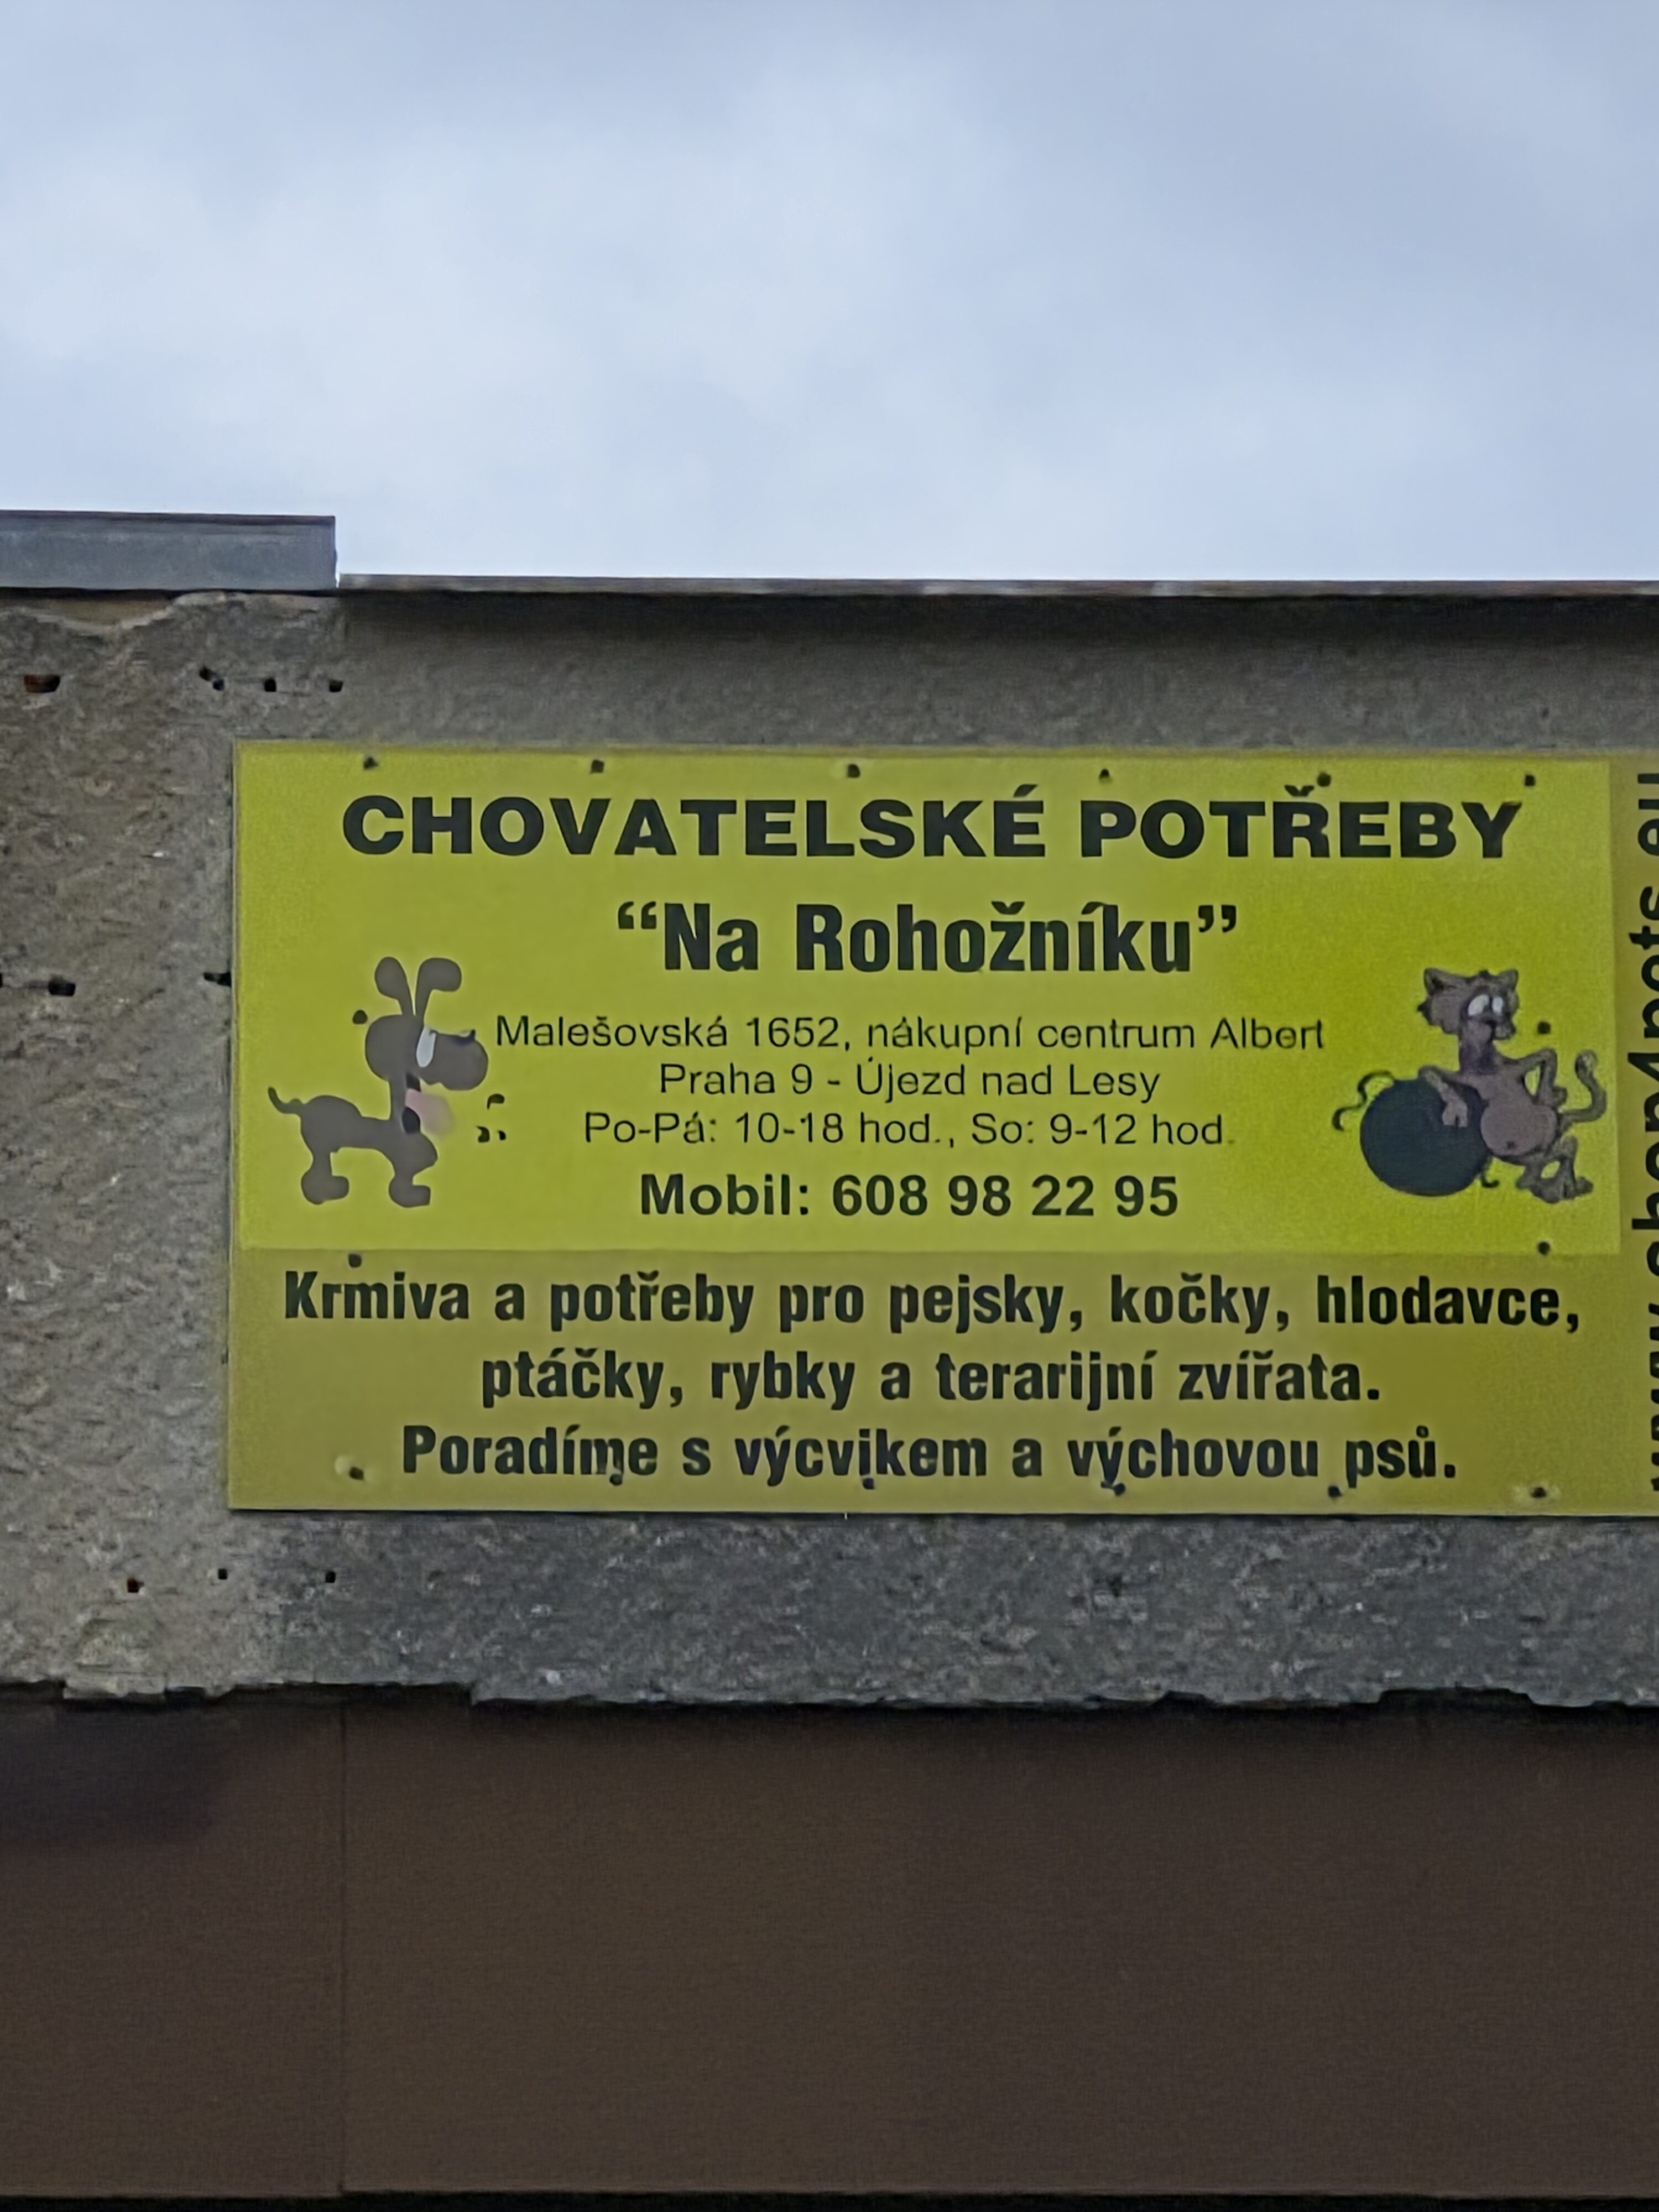 CHOVATELSKÉ POTŘEBY
“Na Rohožníku”
Malešovská 1652, nákupní centrum Albert
Praha 9 - Újezd nad Lesy
Po-Pá: 10-18 hod., So: 9-12 hod.
Mobil: 608 98 22 95
Krmiva a potřeby pro pejsky, kočky, hlodavce,
ptáčky, rybky a terarijní zvířata.
Poradíme s výcvikem a výchovou psů.